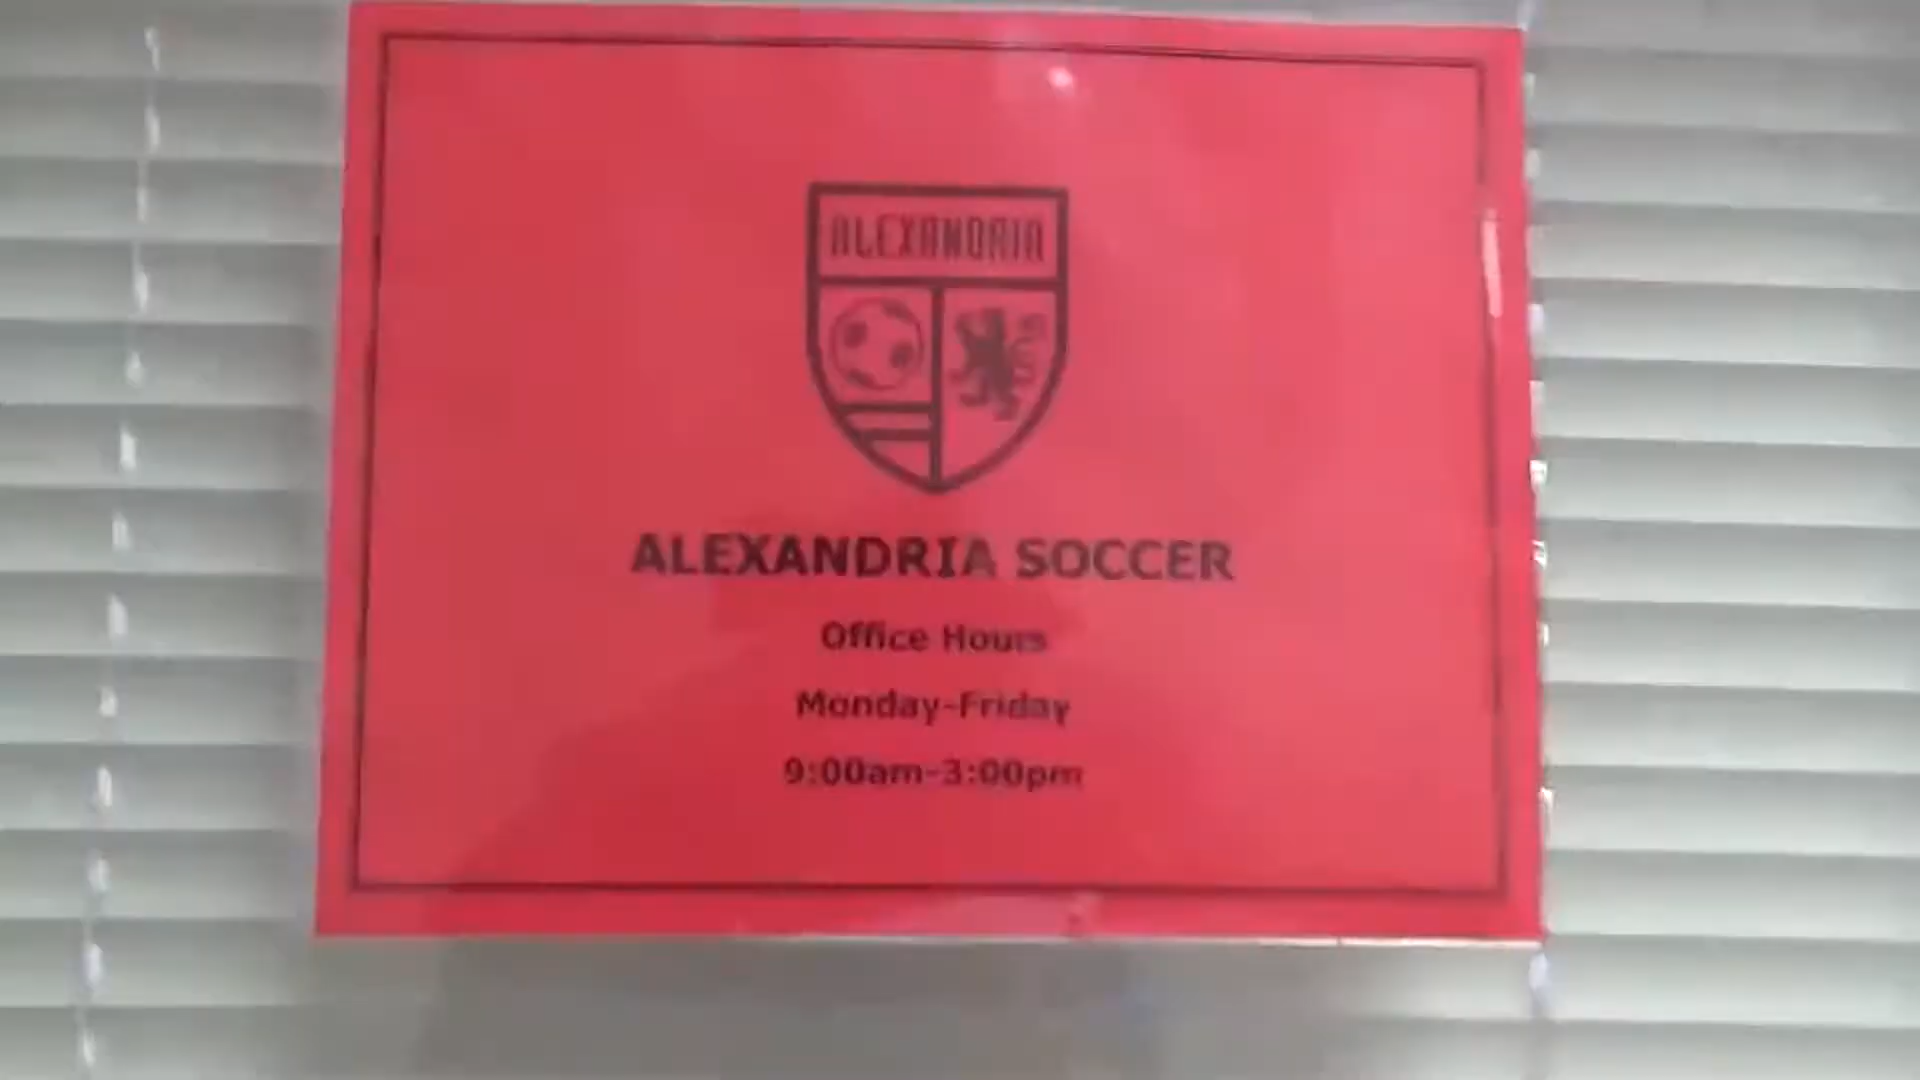 ALEXANDRIA
ALEXANDRIA SOCCER
Office Hours
Monday-Friday
9:00am-3:00pm